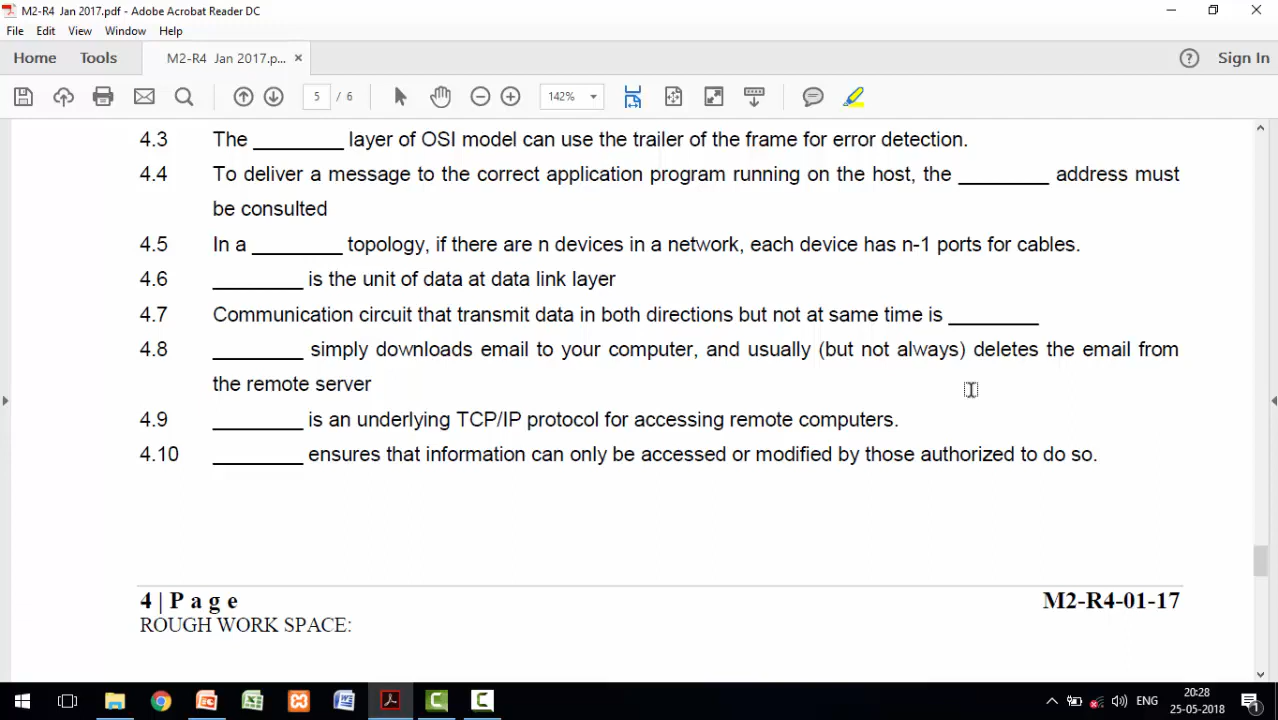 M2-R4 Jan 2017.pdf - Adobe Acrobat Reader DC
File Edit View Window Help
Home Tools M2-R4 Jan 2017.p... × Sign In
5 / 6 142%
4.3 The ________ layer of OSI model can use the trailer of the frame for error detection.
4.4 To deliver a message to the correct application program running on the host, the ________ address must
be consulted
4.5 In a ________ topology, if there are n devices in a network, each device has n-1 ports for cables.
4.6 ________ is the unit of data at data link layer
4.7 Communication circuit that transmit data in both directions but not at same time is ________
4.8 ________ simply downloads email to your computer, and usually (but not always) deletes the email from
the remote server
4.9 ________ is an underlying TCP/IP protocol for accessing remote computers.
4.10 ________ ensures that information can only be accessed or modified by those authorized to do so.
4 | P a g e M2-R4-01-17
ROUGH WORK SPACE:
ENG 20:28
25-05-2018